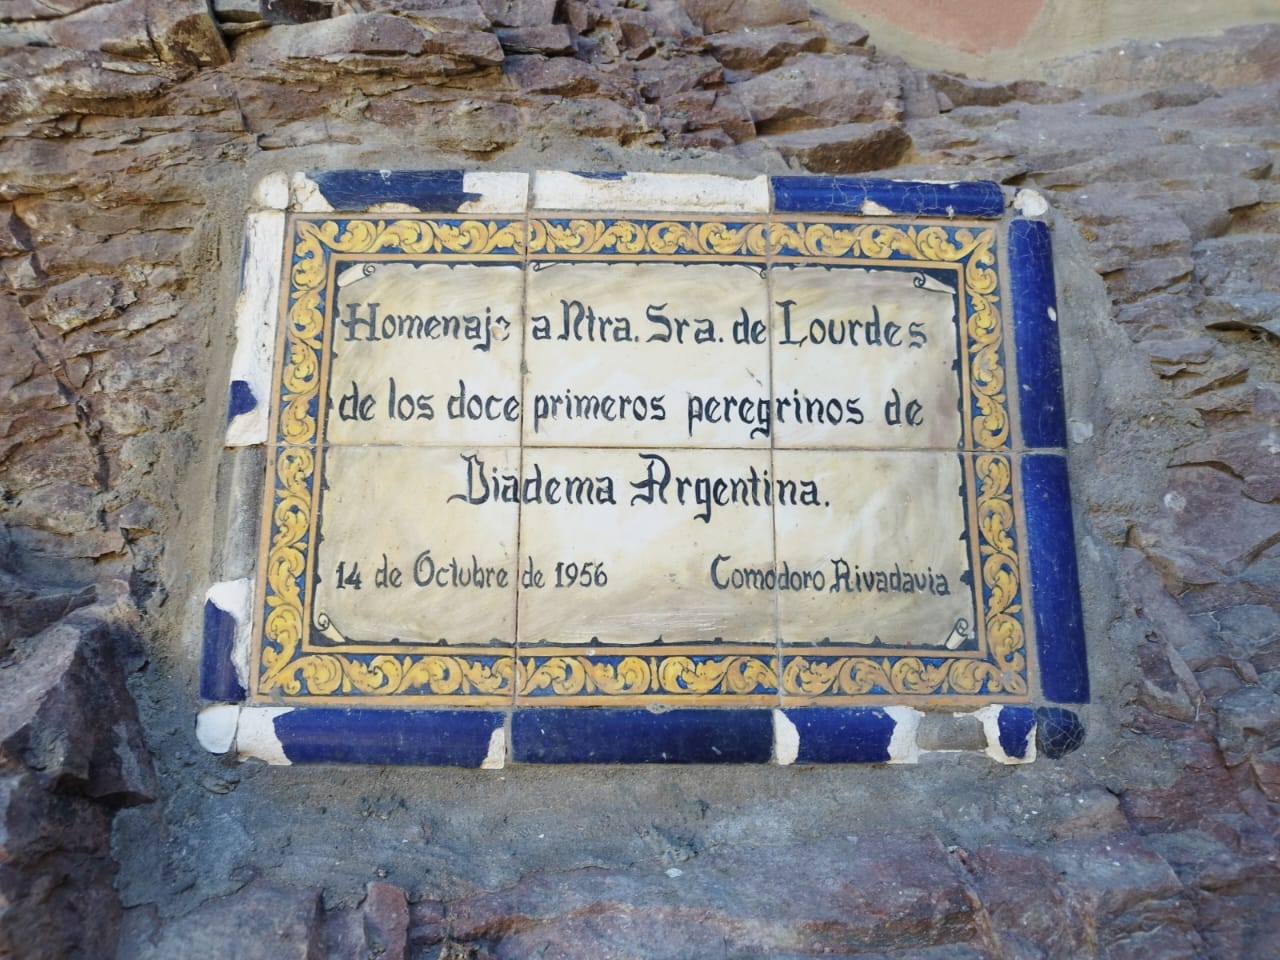 Homenaje a Ntra. Sra. de Lourdes
de los doce primeros peregrinos de
Diadema Argentina.
14 de Octubre de 1956 Comodoro Rivadavia